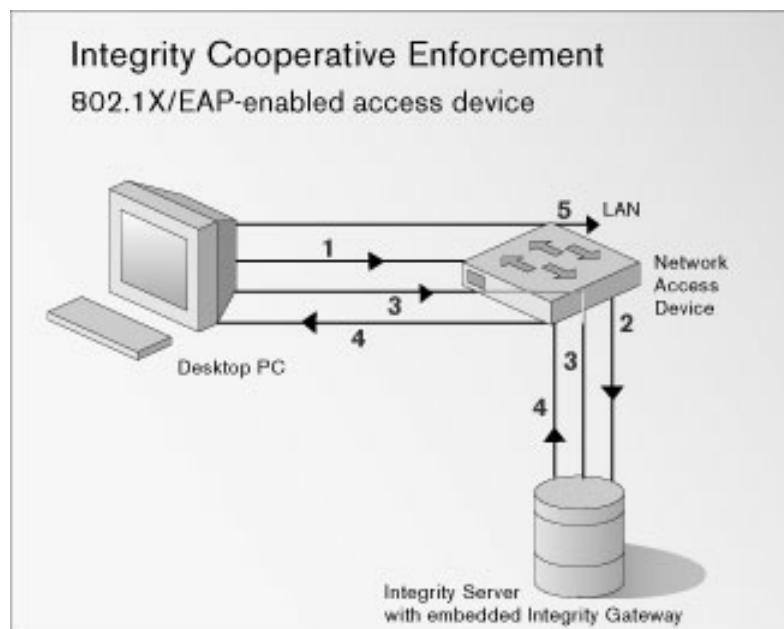 Integrity Cooperative Enforcement
802.1X/EAP-enabled access device
5
LAN
1
Network
Access
Device
3
2
4
Desktop PC
3
4
Integrity Server
with embedded Integrity Gateway